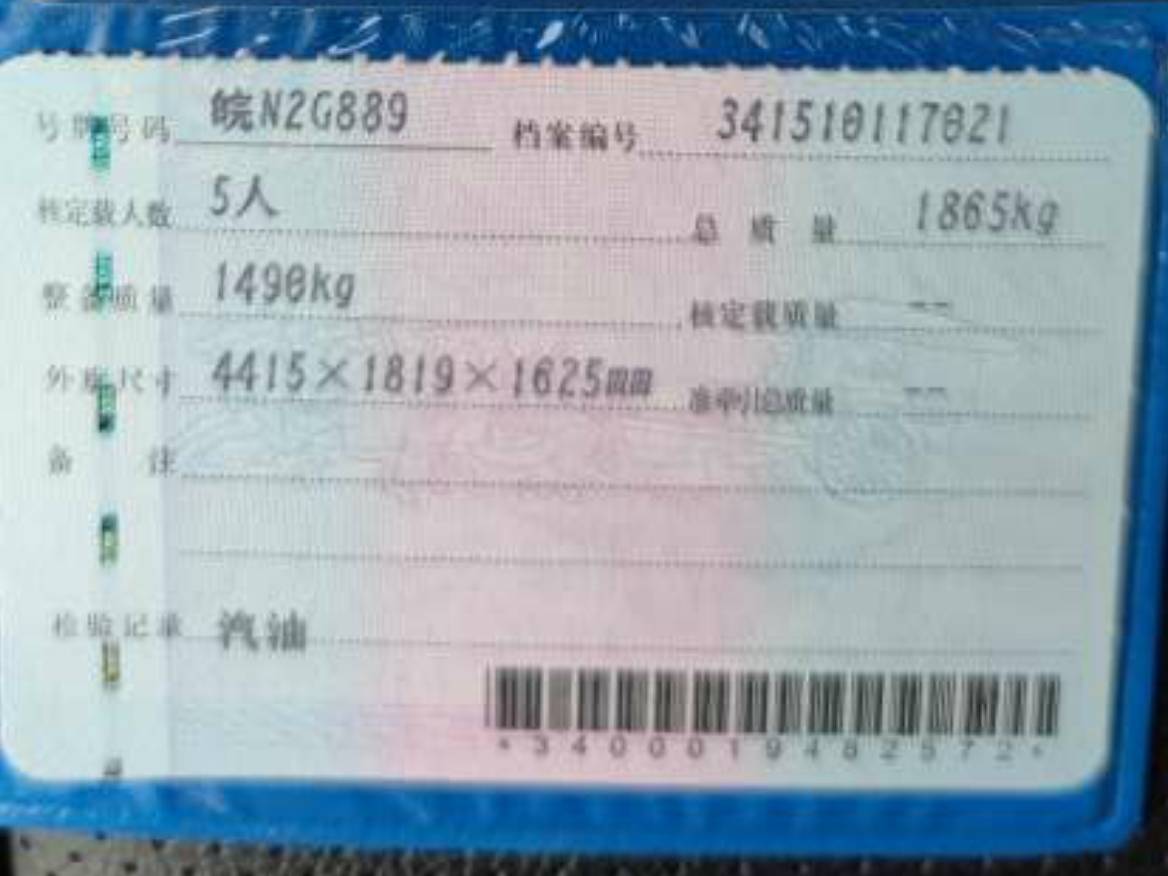 号牌号码 皖N2G889 档案编号 341510117021
核定载人数 5人 总质量 1865kg
整备质量 1490kg 核定载质量 --
外廓尺寸 4415×1819×1625mm 准牵引总质量 --
备注
检验记录 汽油
*3400019482572*